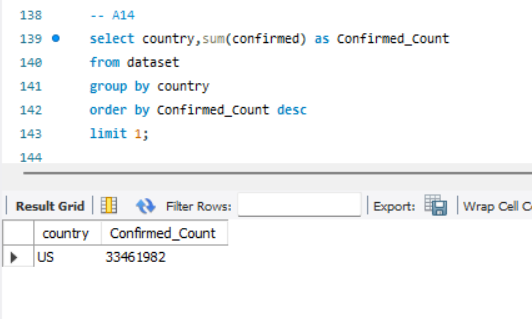 138 -- A14
139 select country,sum(confirmed) as Confirmed_Count
140 from dataset
141 group by country
142 order by Confirmed_Count desc
143 limit 1;
144
Result Grid Filter Rows: Export: Wrap Cell Co
country Confirmed_Count
US 33461982